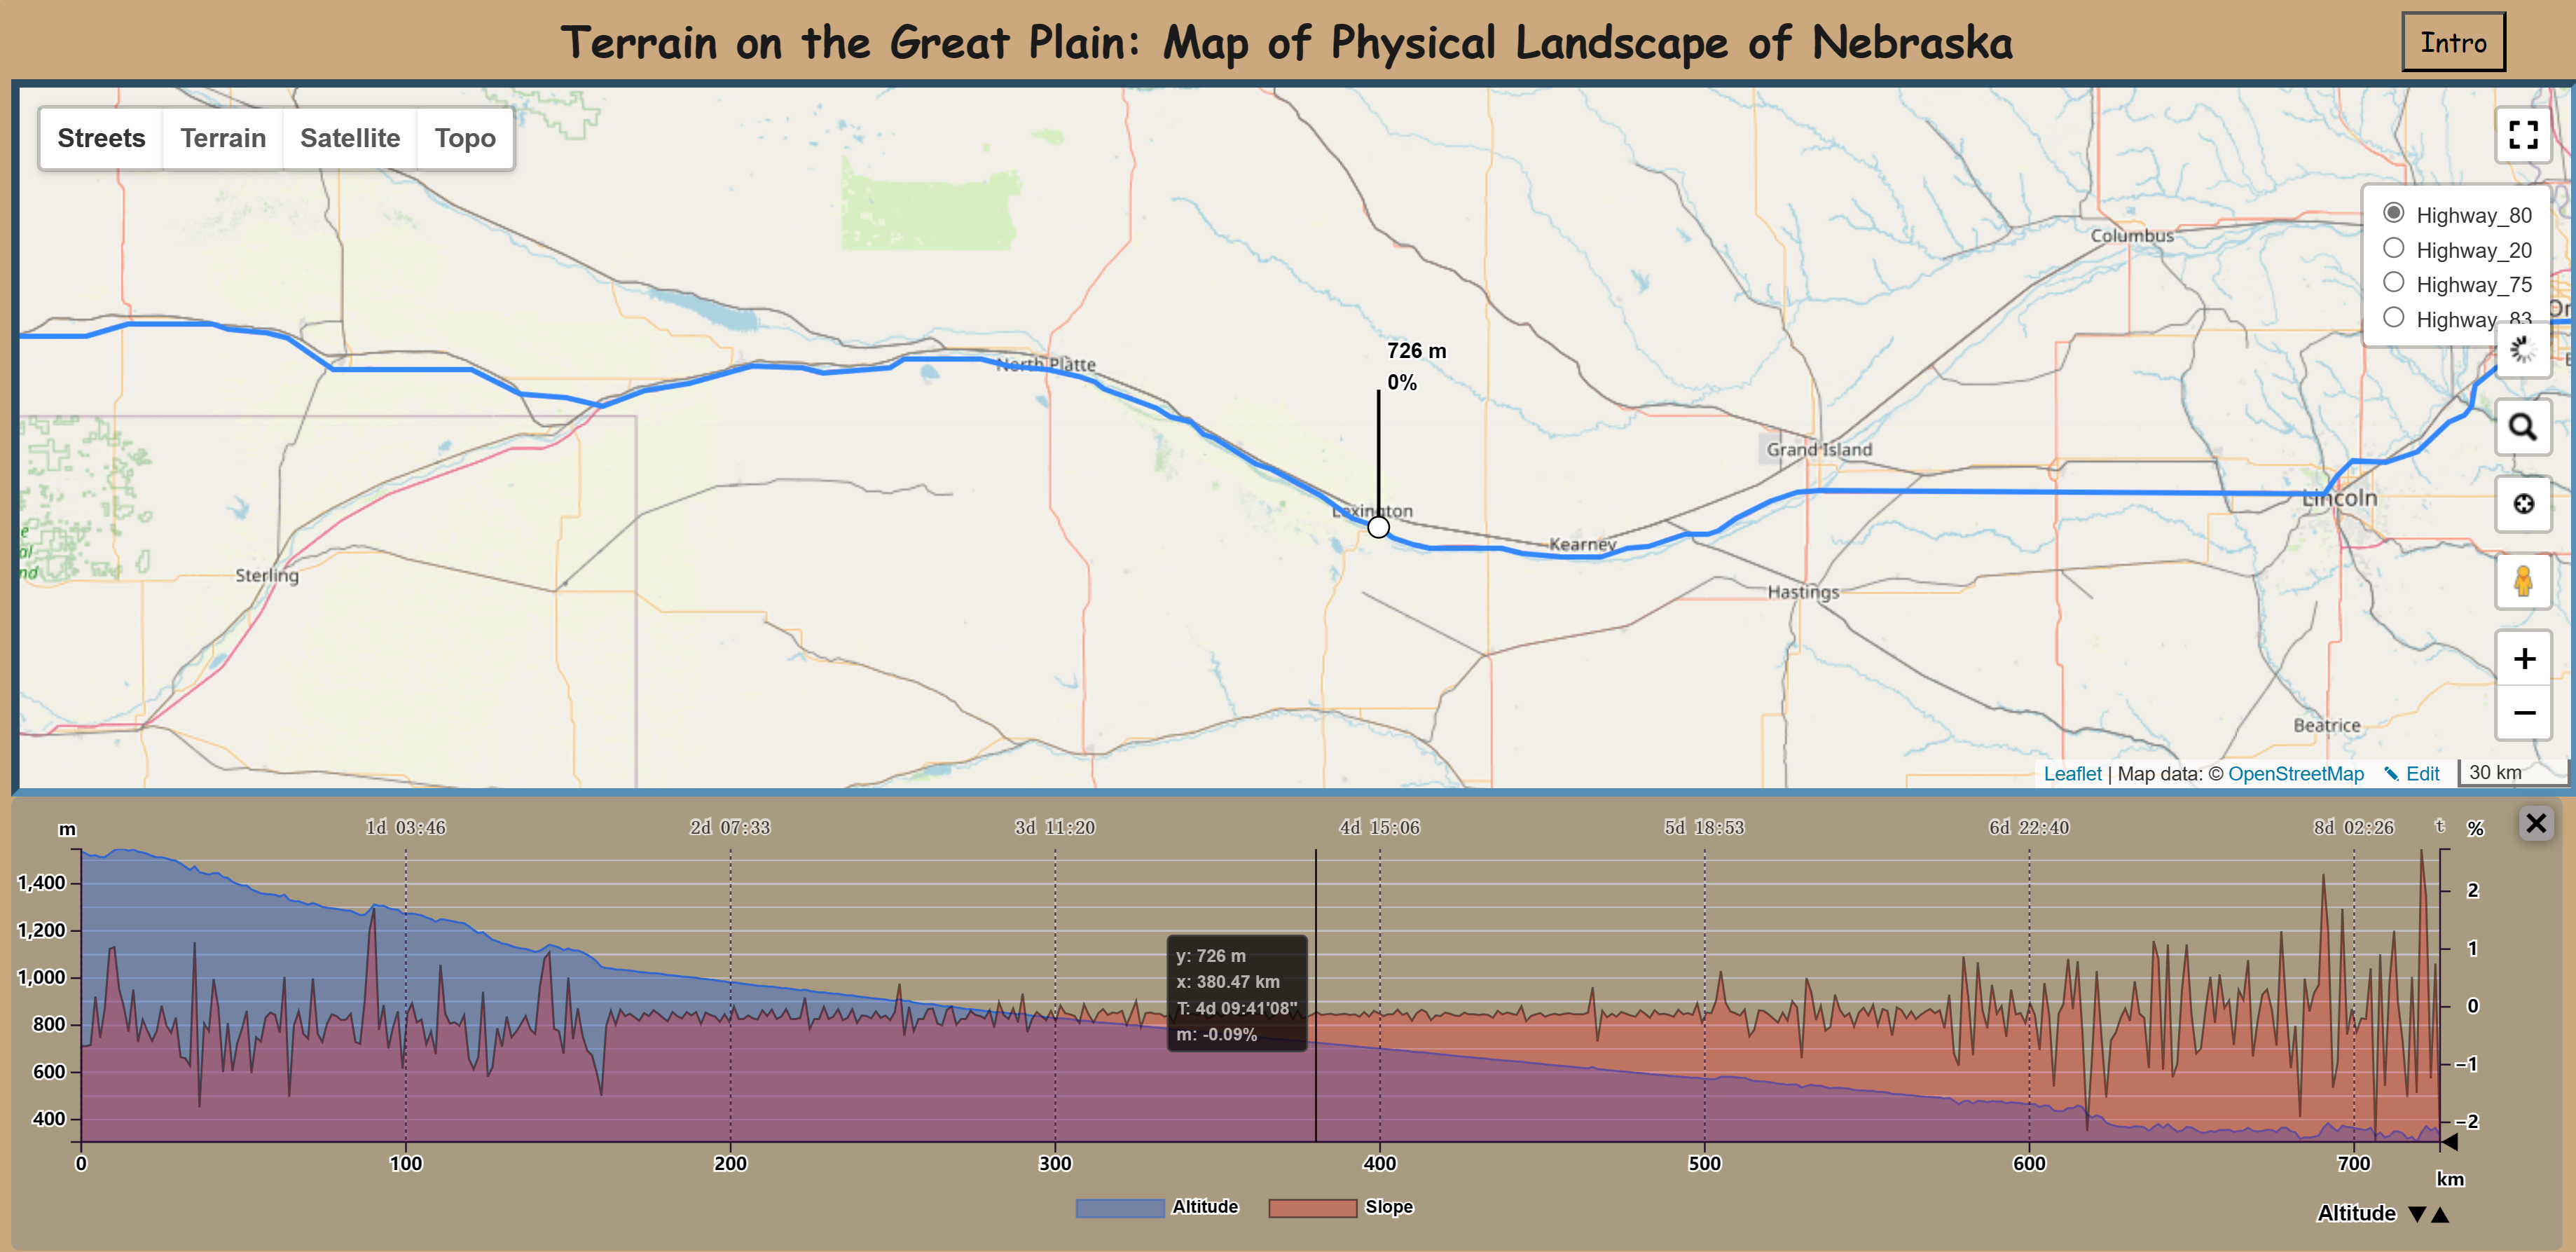 Terrain on the Great Plain: Map of Physical Landscape of Nebraska
Intro
Streets Terrain Satellite Topo
Highway_80
Highway_20
Highway_75
Highway_83
Columbus
North Platte
726 m
0%
Grand Island
Lexington
Lincoln
Kearney
Sterling
Hastings
Beatrice
+
−
Leaflet | Map data: © OpenStreetMap Edit
30 km
m 1d 03:46 2d 07:33 3d 11:20 4d 15:06 5d 18:53 6d 22:40 8d 02:26 t %
1,400
1,200
1,000
800
600
400
2
1
0
−1
−2
y: 726 m
x: 380.47 km
T: 4d 09:41'08"
m: -0.09%
0 100 200 300 400 500 600 700
km
Altitude Slope
Altitude